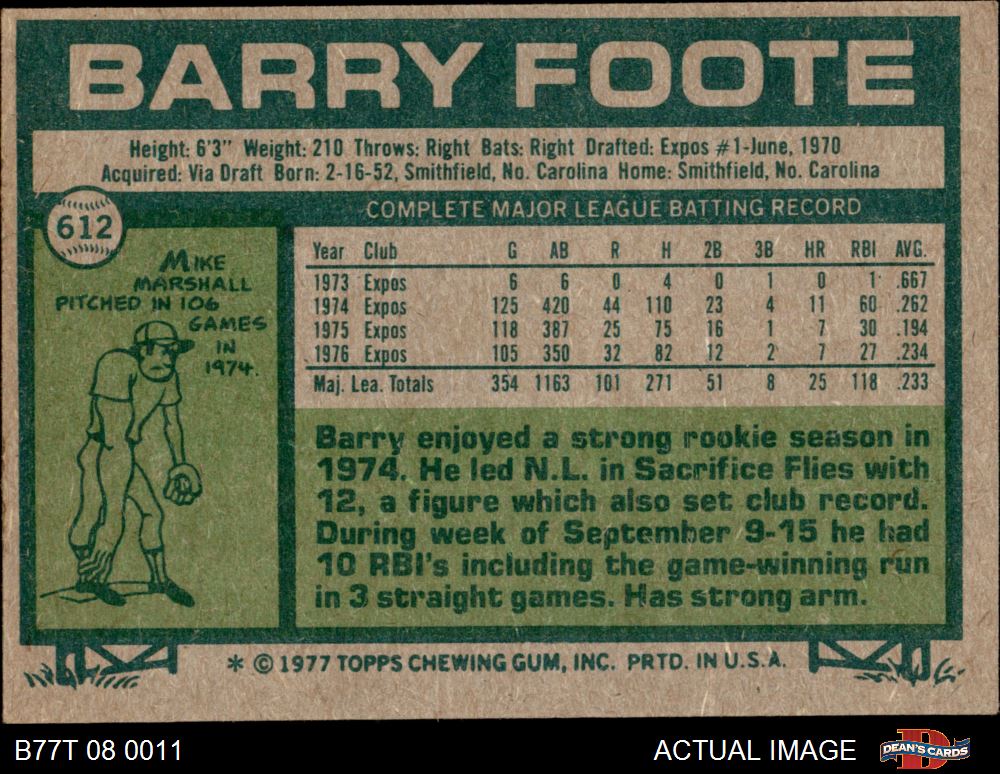 BARRY FOOTE
Height: 6'3" Weight: 210 Throws: Right Bats: Right Drafted: Expos #1-June, 1970
Acquired: Via Draft Born: 2-16-52, Smithfield, No. Carolina Home: Smithfield, No. Carolina
612
COMPLETE MAJOR LEAGUE BATTING RECORD
MIKE
MARSHALL
PITCHED IN 106
GAMES
IN
1974.
Year Club G AB R H 2B 3B HR RBI AVG.
1973 Expos 6 6 0 4 0 1 0 1 .667
1974 Expos 125 420 44 110 23 4 11 60 .262
1975 Expos 118 387 25 75 16 1 7 30 .194
1976 Expos 105 350 32 82 12 2 7 27 .234
Maj. Lea. Totals 354 1163 101 271 51 8 25 118 .233
Barry enjoyed a strong rookie season in
1974. He led N.L. in Sacrifice Flies with
12, a figure which also set club record.
During week of September 9-15 he had
10 RBI's including the game-winning run
in 3 straight games. Has strong arm.
* © 1977 TOPPS CHEWING GUM, INC. PRTD. IN U.S.A.
B77T 08 0011
ACTUAL IMAGE
DEAN'S CARDS